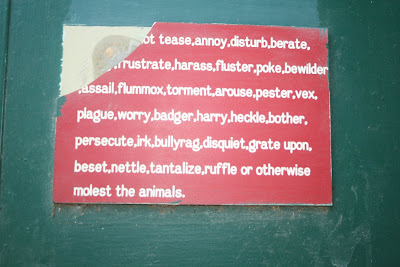 ot tease,annoy,disturb,berate,
frustrate,harass,fluster,poke,bewilder
,assail,flummox,torment,arouse,pester,vex,
plague,worry,badger,harry,heckle,bother,
persecute,irk,bullyrag,disquiet,grate upon,
beset,nettle,tantalize,ruffle or otherwise
molest the animals.